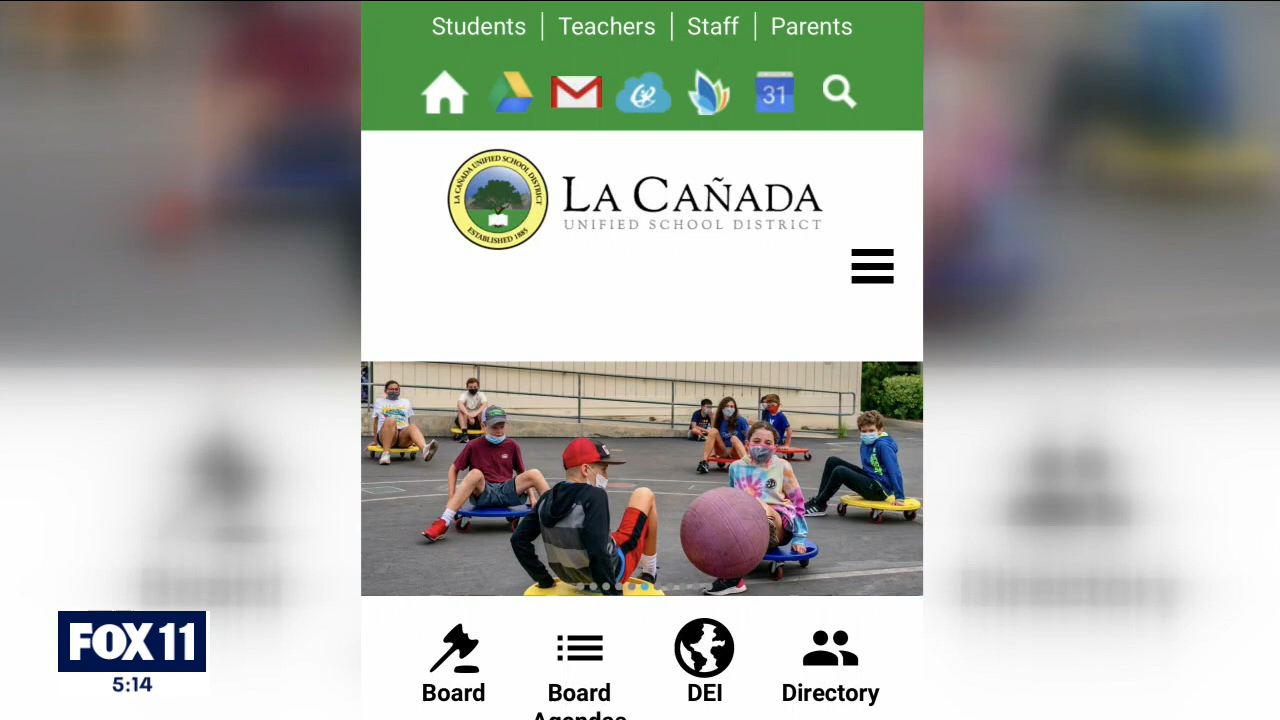 Students | Teachers | Staff | Parents
31
LA CAÑADA UNIFIED SCHOOL DISTRICT
ESTABLISHED 1885
LA CAÑADA
UNIFIED SCHOOL DISTRICT
FOX 11
5:14
Board
Board
Agendas
DEI
Directory